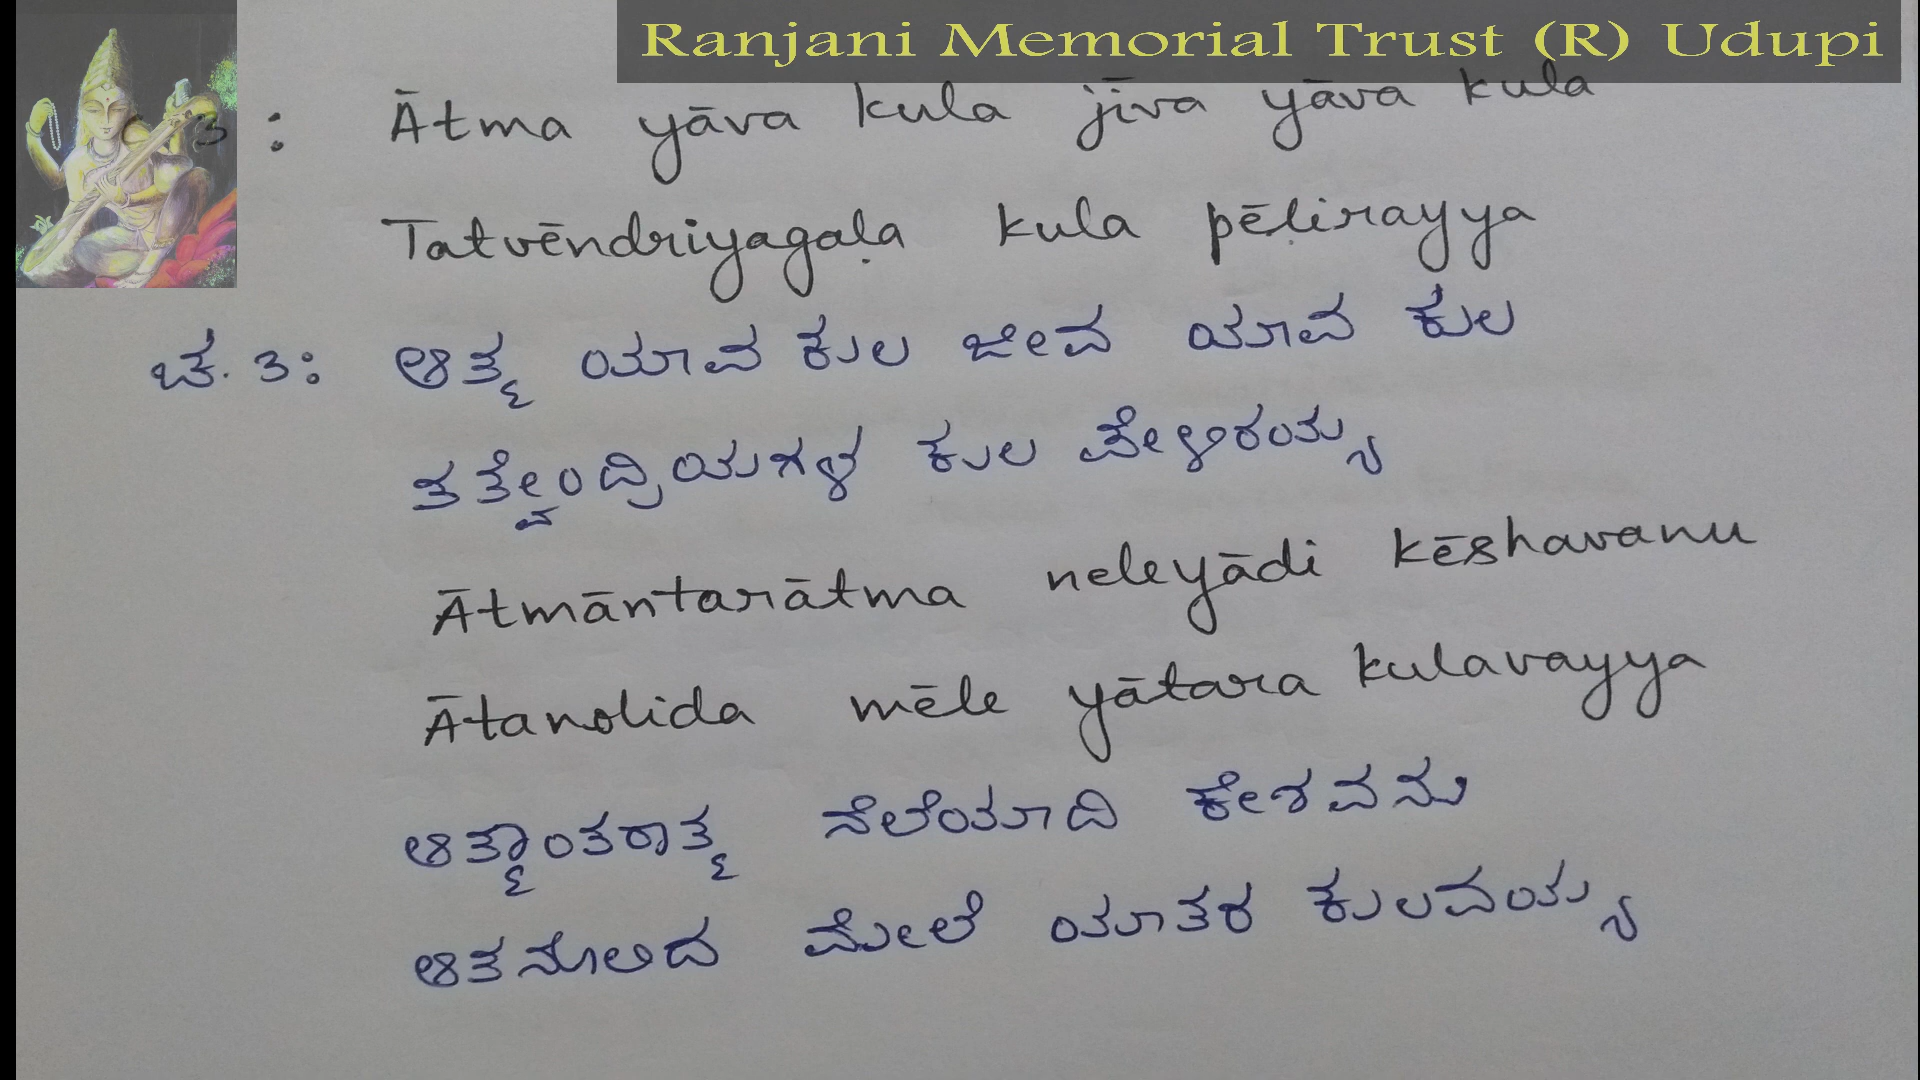 Ranjani Memorial Trust (R) Udupi
3 : Ātma yāva kula jīva yāva kula
Tatvēndriyagaḷa kula pēḷirayya
ಚ. 3: ಆತ್ಮ ಯಾವ ಕುಲ ಜೀವ ಯಾವ ಕುಲ
ತತ್ವೇಂದ್ರಿಯಗಳ ಕುಲ ಪೇಳಿರಯ್ಯ
Ātmāntarātma neleyādi kēshavanu
Ātanolida mēle yātara kulavayya
ಆತ್ಮಾಂತರಾತ್ಮ ನೆಲೆಯಾದಿ ಕೇಶವನು
ಆತನೊಲಿದ ಮೇಲೆ ಯಾತರ ಕುಲವಯ್ಯ